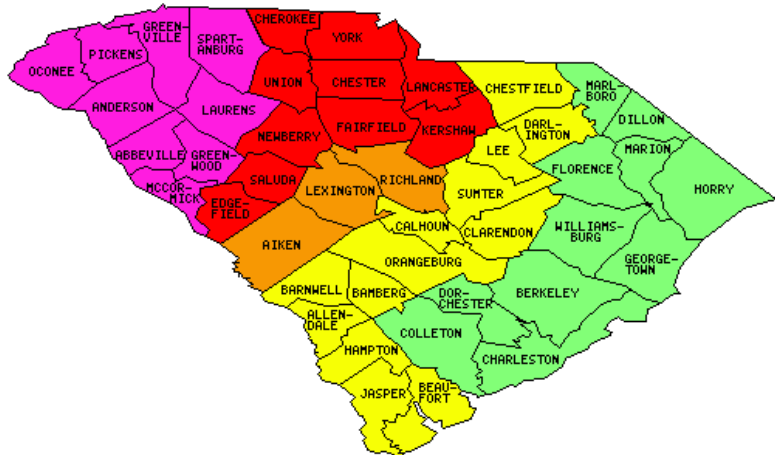 CHEROKEE
GREEN-
VILLE
SPART-
ANBURG
YORK
PICKENS
OCONEE
UNION
CHESTER
LANCASTER
CHESTFIELD
MARL-
BORO
ANDERSON
LAURENS
DARL-
INGTON
DILLON
NEWBERRY
FAIRFIELD
KERSHAW
LEE
MARION
ABBEVILLE
GREEN-
WOOD
FLORENCE
SALUDA
RICHLAND
MCCOR-
MICK
LEXINGTON
SUMTER
HORRY
EDGE-
FIELD
CALHOUN
CLARENDON
WILLIAMS-
BURG
AIKEN
ORANGEBURG
GEORGE-
TOWN
BARNWELL
BAMBERG
DOR-
CHESTER
BERKELEY
ALLEN-
DALE
COLLETON
HAMPTON
CHARLESTON
JASPER
BEAU-
FORT